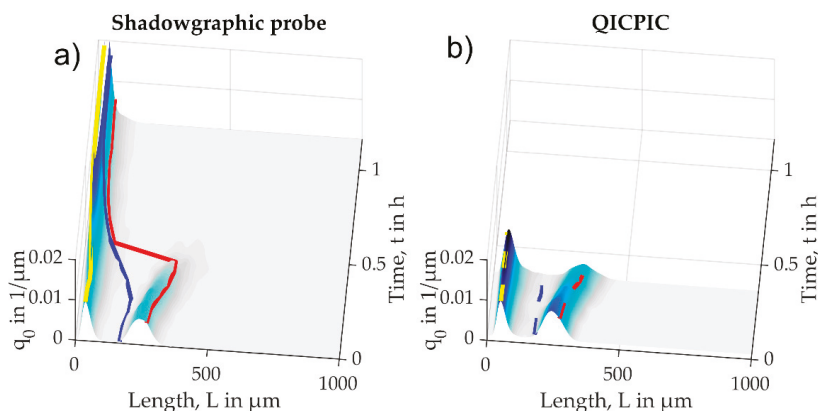 Shadowgraphic probe
QICPIC
a)
b)
1
1
0.02
0.01
0
q0 in 1/µm
0.5
0
Time, t in h
0
500
1000
Length, L in µm
0.02
0.01
0
q0 in 1/µm
0.5
0
Time, t in h
0
500
1000
Length, L in µm